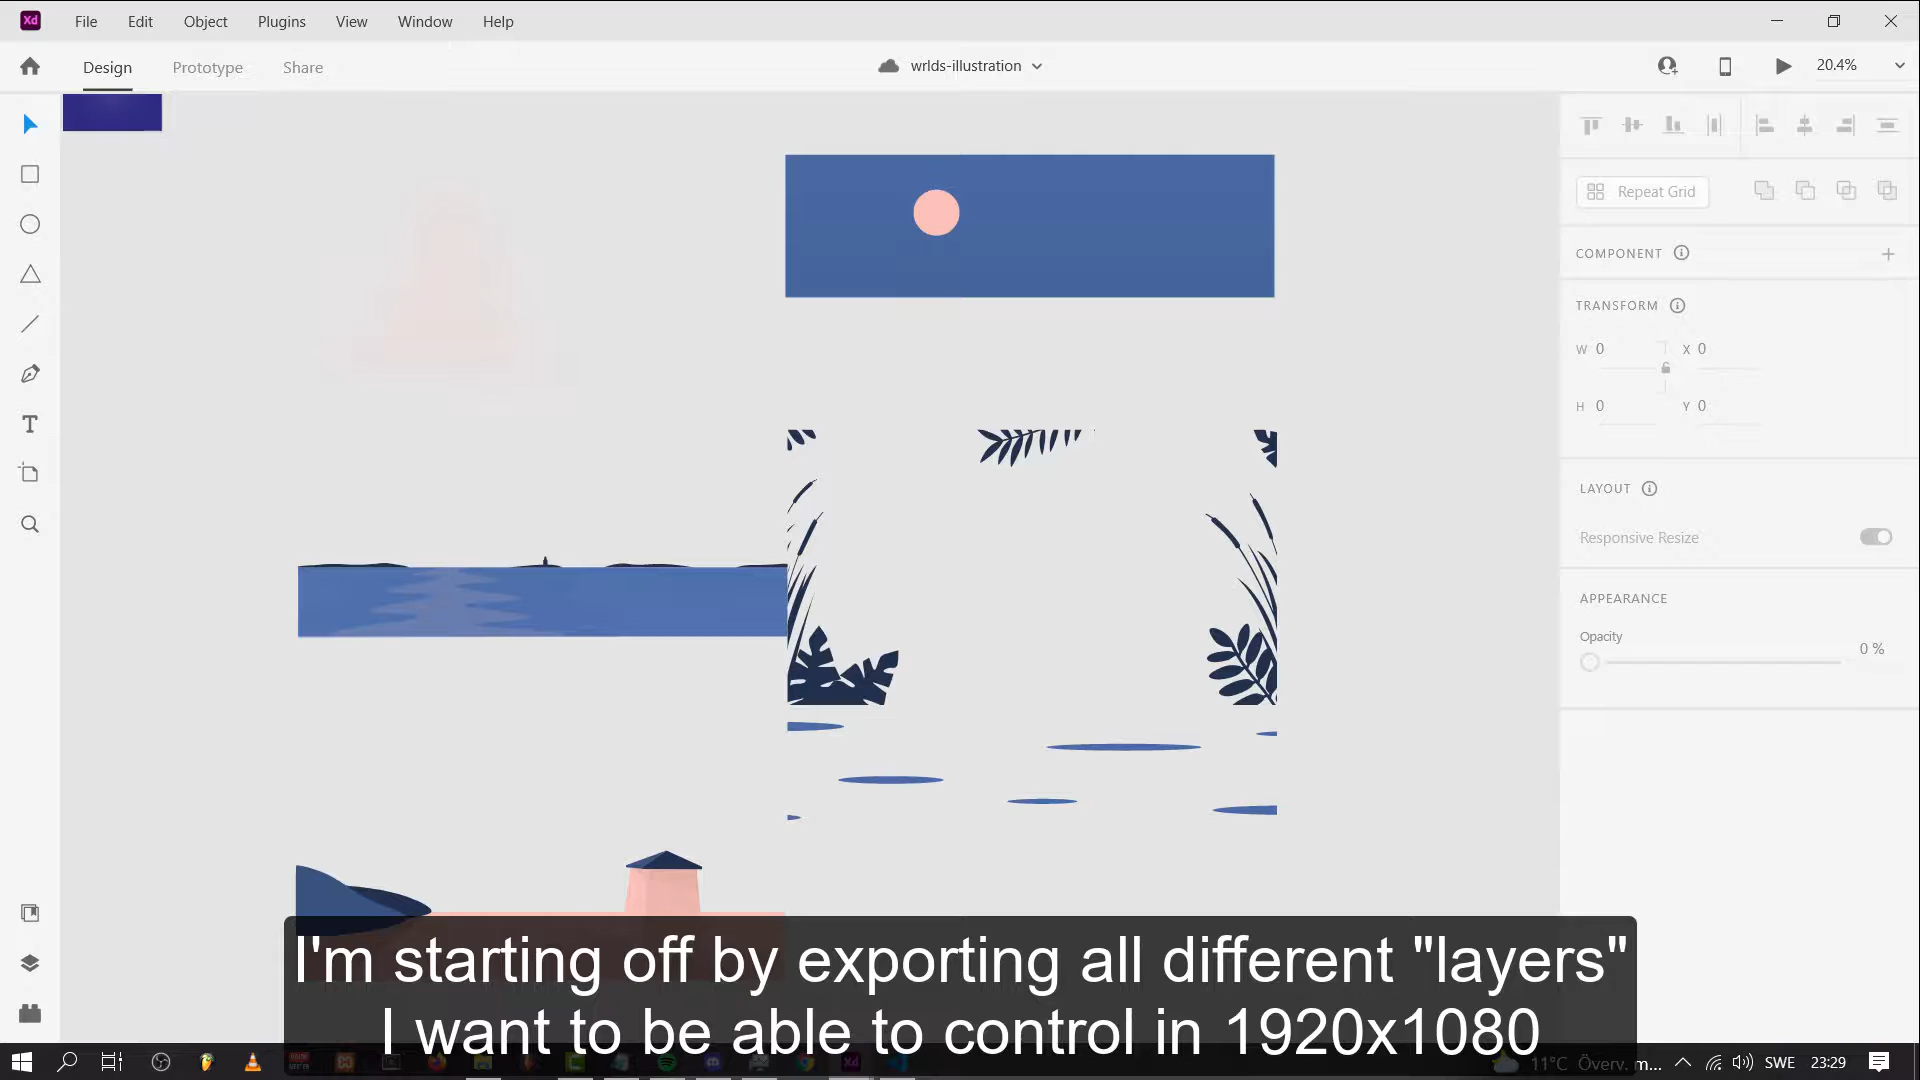 Xd File Edit Object Plugins View Window Help
Design Prototype Share wrlds-illustration 20.4%
Repeat Grid
COMPONENT
TRANSFORM
W 0 X 0
H 0 Y 0
LAYOUT
Responsive Resize
APPEARANCE
Opacity
0 %
I'm starting off by exporting all different "layers"
I want to be able to control in 1920x1080
11°C Överv. m... SWE 23:29